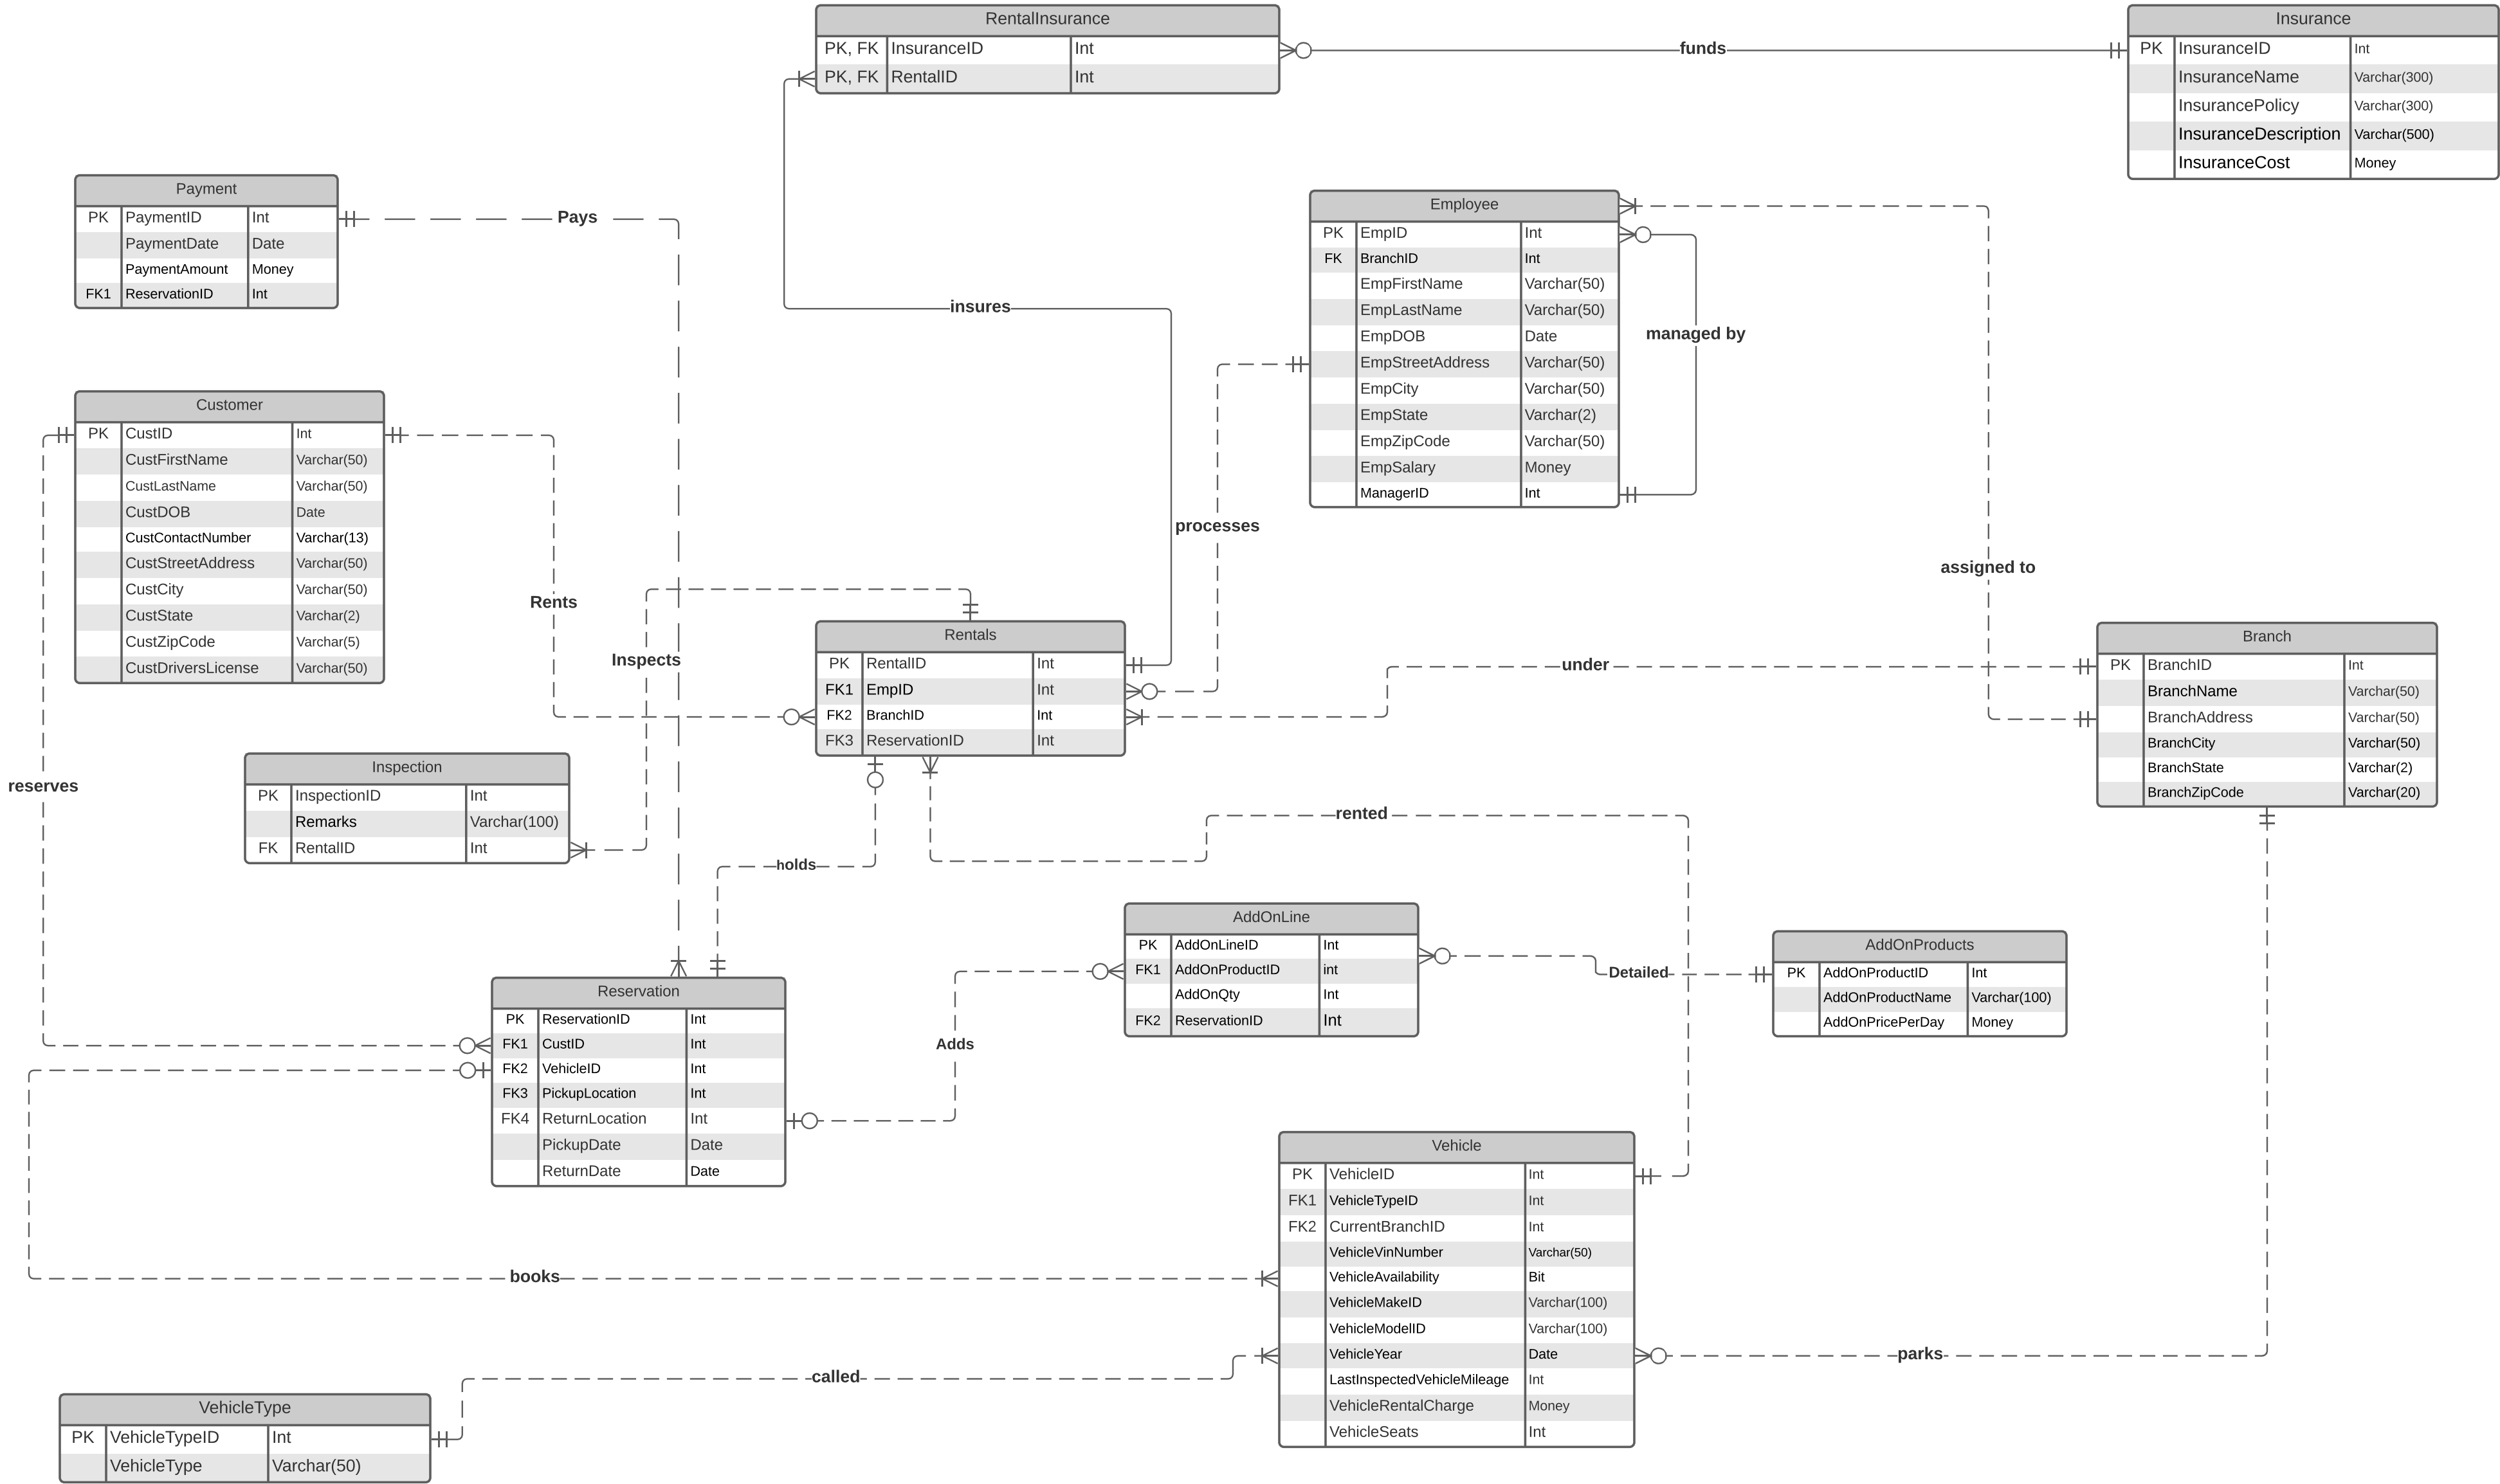 RentalInsurance
PK, FK InsuranceID Int
PK, FK RentalID Int
funds
Insurance
PK InsuranceID Int
InsuranceName Varchar(300)
InsurancePolicy Varchar(300)
InsuranceDescription Varchar(500)
InsuranceCost Money
Payment
PK PaymentID Int
PaymentDate Date
PaymentAmount Money
FK1 ReservationID Int
Pays
insures
Employee
PK EmpID Int
FK BranchID Int
EmpFirstName Varchar(50)
EmpLastName Varchar(50)
EmpDOB Date
EmpStreetAddress Varchar(50)
EmpCity Varchar(50)
EmpState Varchar(2)
EmpZipCode Varchar(50)
EmpSalary Money
ManagerID Int
managed by
processes
assigned to
Customer
PK CustID Int
CustFirstName Varchar(50)
CustLastName Varchar(50)
CustDOB Date
CustContactNumber Varchar(13)
CustStreetAddress Varchar(50)
CustCity Varchar(50)
CustState Varchar(2)
CustZipCode Varchar(5)
CustDriversLicense Varchar(50)
Rents
Inspects
Rentals
PK RentalID Int
FK1 EmpID Int
FK2 BranchID Int
FK3 ReservationID Int
under
Branch
PK BranchID Int
BranchName Varchar(50)
BranchAddress Varchar(50)
BranchCity Varchar(50)
BranchState Varchar(2)
BranchZipCode Varchar(20)
reserves
Inspection
PK InspectionID Int
Remarks Varchar(100)
FK RentalID Int
holds
rented
AddOnLine
PK AddOnLineID Int
FK1 AddOnProductID int
AddOnQty Int
FK2 ReservationID Int
Detailed
AddOnProducts
PK AddOnProductID Int
AddOnProductName Varchar(100)
AddOnPricePerDay Money
Reservation
PK ReservationID Int
FK1 CustID Int
FK2 VehicleID Int
FK3 PickupLocation Int
FK4 ReturnLocation Int
PickupDate Date
ReturnDate Date
Adds
Vehicle
PK VehicleID Int
FK1 VehicleTypeID Int
FK2 CurrentBranchID Int
VehicleVinNumber Varchar(50)
VehicleAvailability Bit
VehicleMakeID Varchar(100)
VehicleModelID Varchar(100)
VehicleYear Date
LastInspectedVehicleMileage Int
VehicleRentalCharge Money
VehicleSeats Int
books
parks
called
VehicleType
PK VehicleTypeID Int
VehicleType Varchar(50)